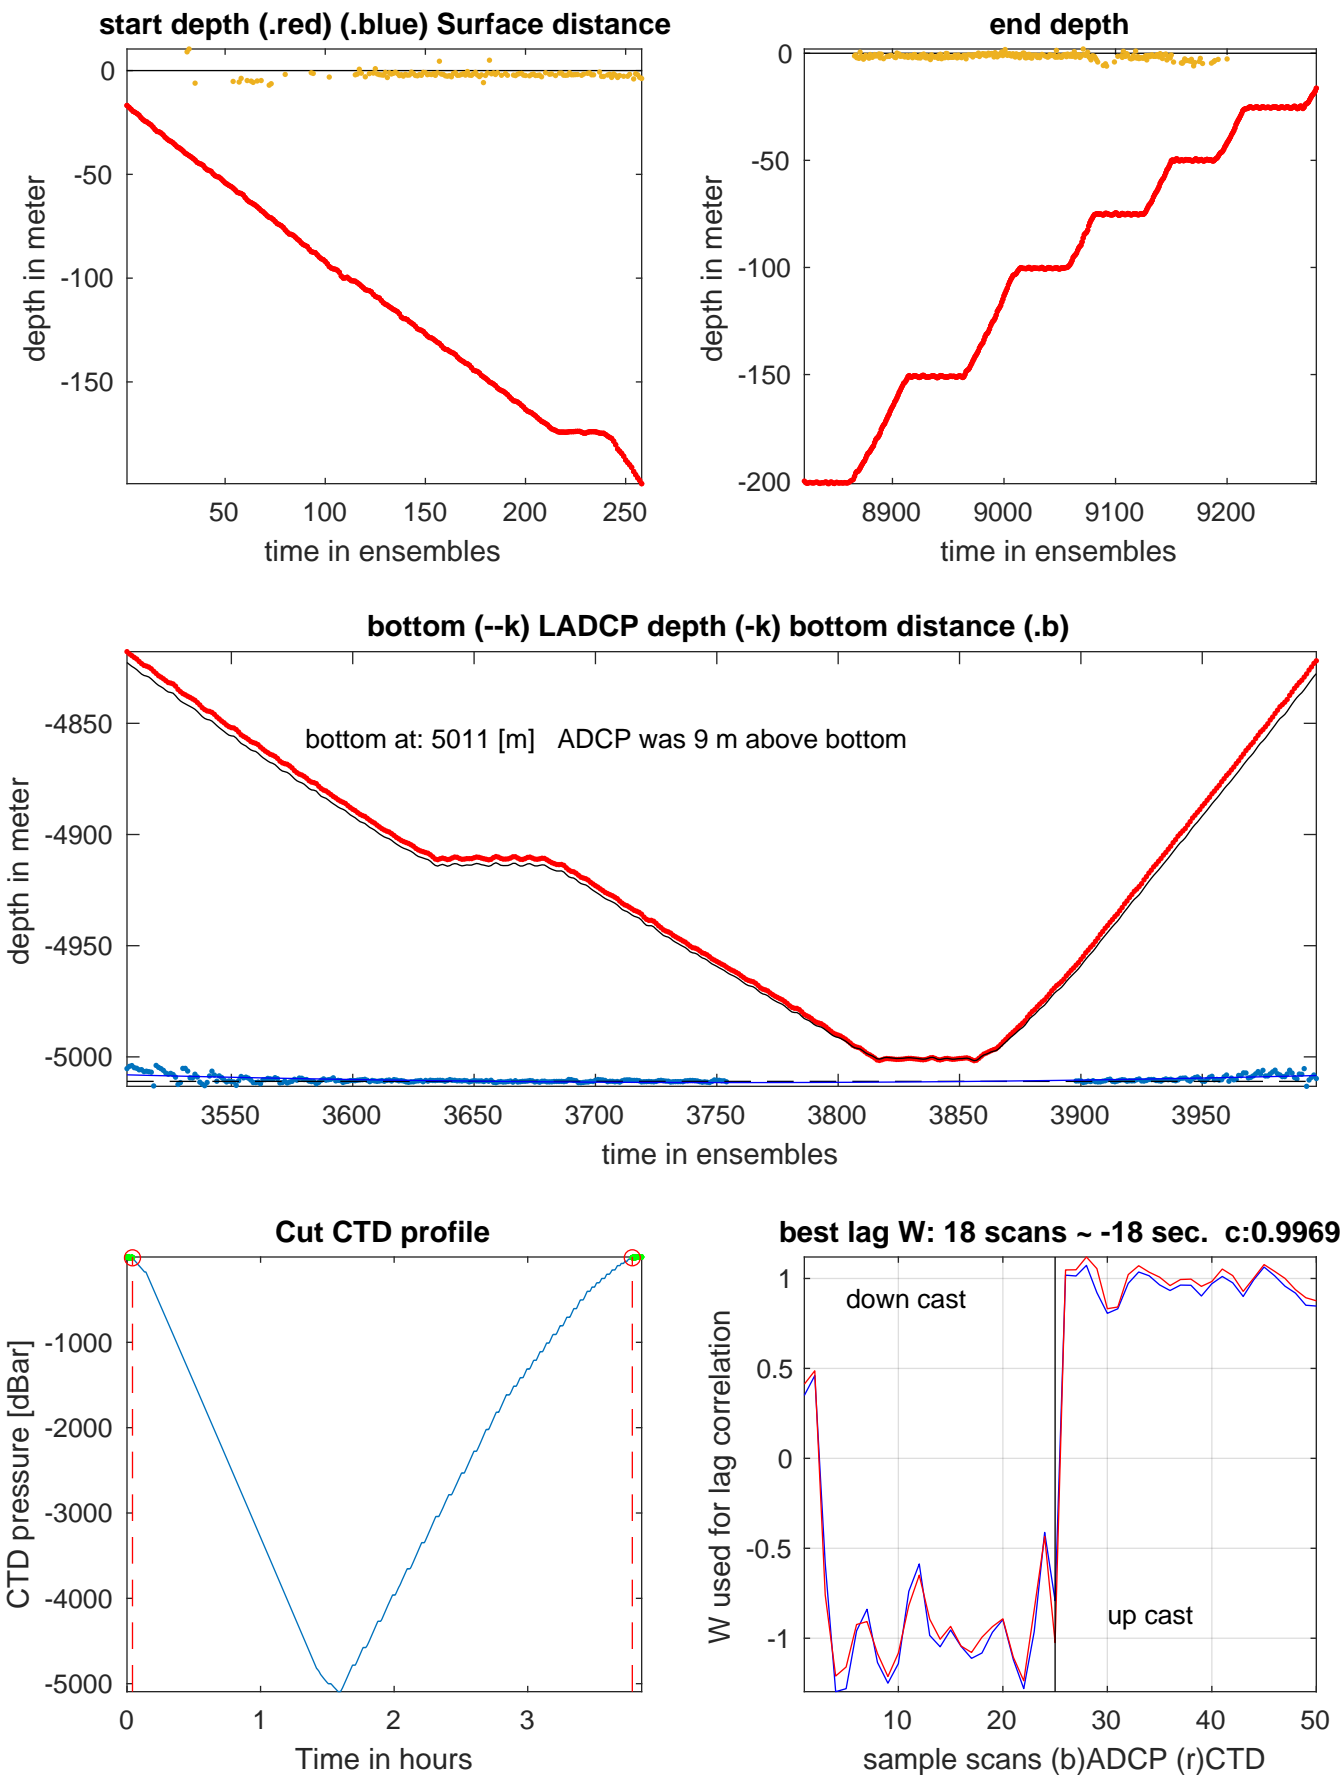 start depth (.red) (.blue) Surface distance
0
-50
-100
-150
depth in meter
50
100
150
200
250
time in ensembles
end depth
0
-50
-100
-150
-200
depth in meter
8900
9000
9100
9200
time in ensembles
bottom (--k) LADCP depth (-k) bottom distance (.b)
bottom at: 5011 [m] ADCP was 9 m above bottom
-4850
-4900
-4950
-5000
depth in meter
3550
3600
3650
3700
3750
3800
3850
3900
3950
time in ensembles
Cut CTD profile
-1000
-2000
-3000
-4000
-5000
CTD pressure [dBar]
0
1
2
3
Time in hours
best lag W: 18 scans ~ -18 sec. c:0.9969
down cast
up cast
1
0.5
0
-0.5
-1
W used for lag correlation
10
20
30
40
50
sample scans (b)ADCP (r)CTD